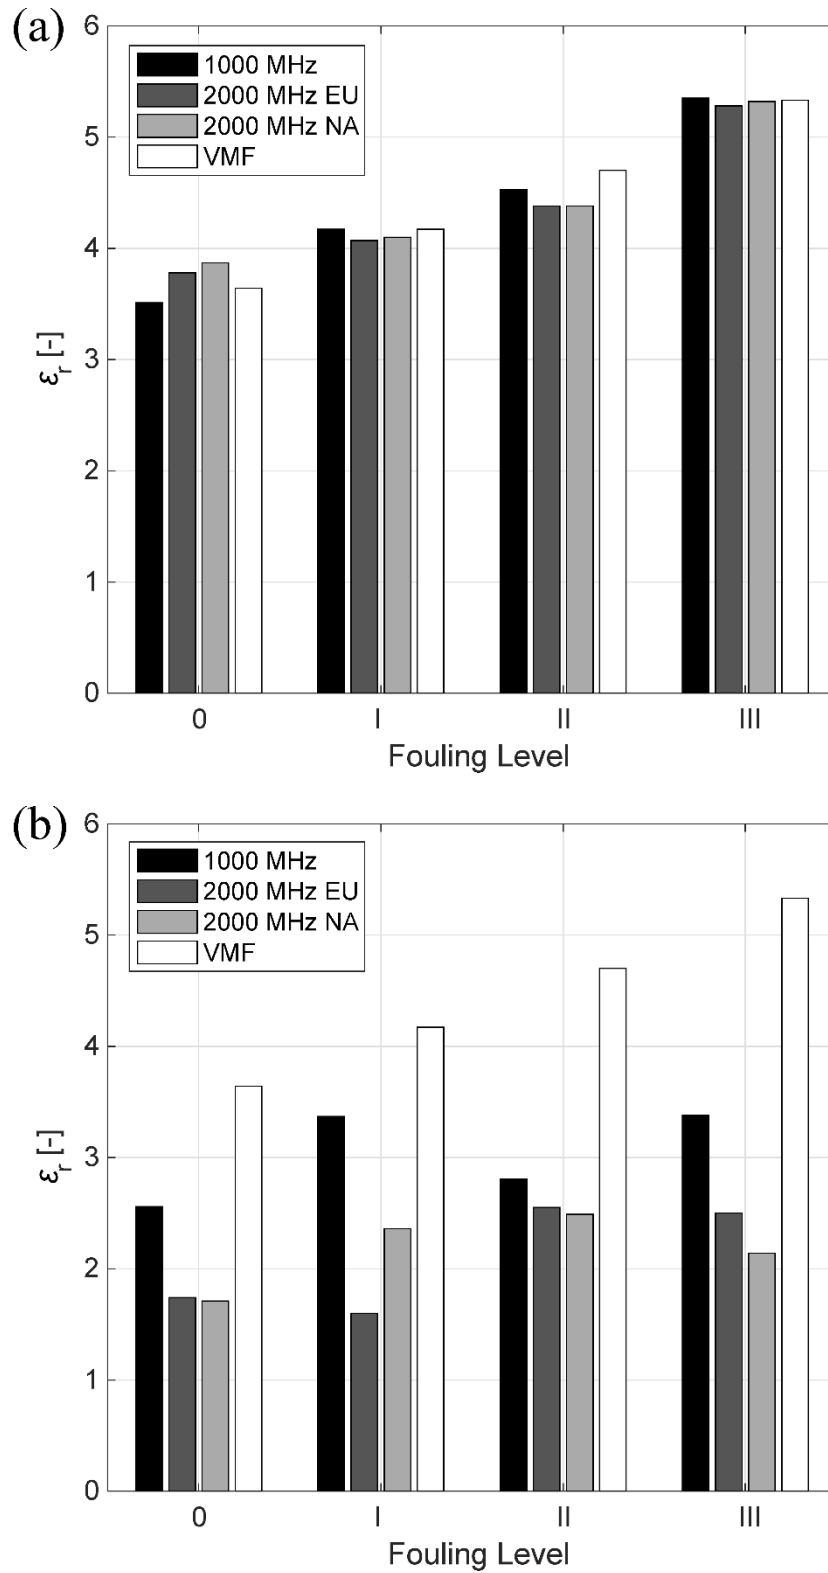 (a)
6
5
4
3
2
1
0
εr [-]
1000 MHz
2000 MHz EU
2000 MHz NA
VMF
0 I II III
Fouling Level
(b)
6
5
4
3
2
1
0
εr [-]
1000 MHz
2000 MHz EU
2000 MHz NA
VMF
0 I II III
Fouling Level